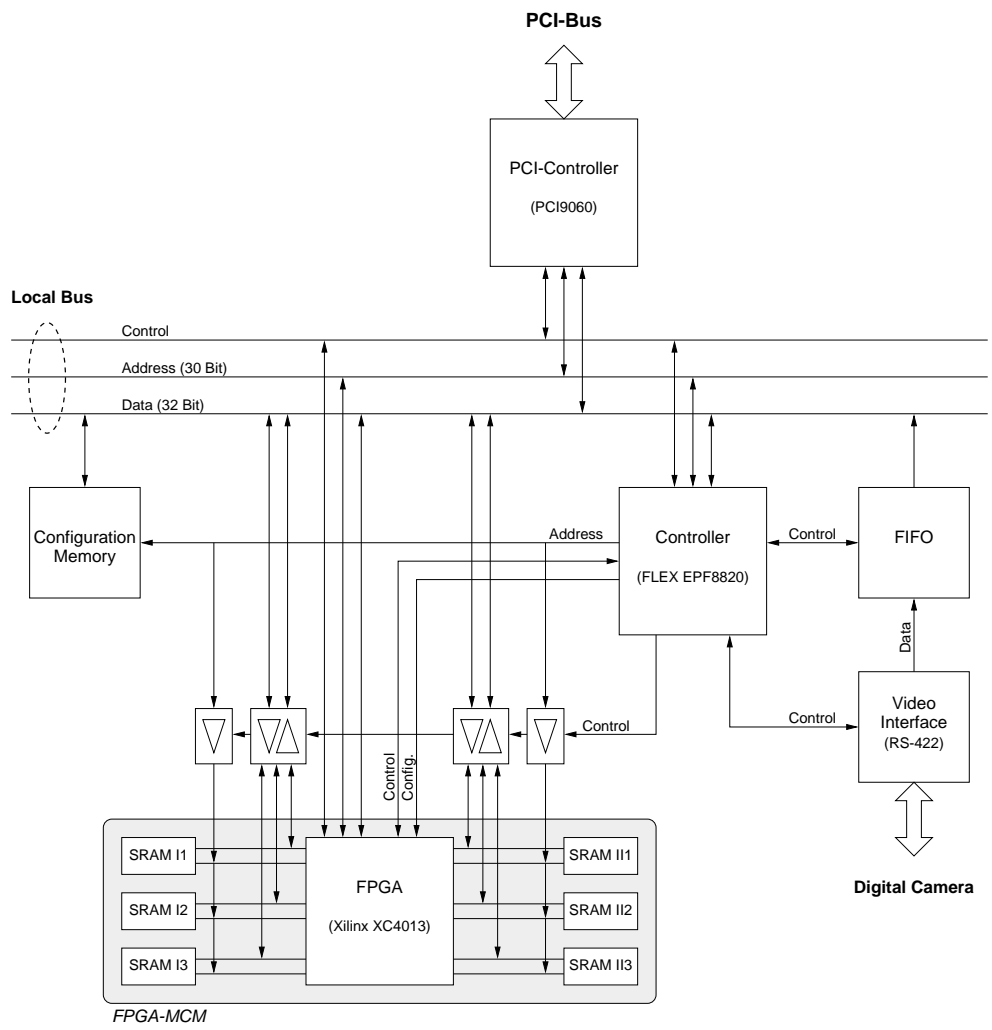 PCI-Bus
PCI-Controller
(PCI9060)
Local Bus
Control
Address (30 Bit)
Data (32 Bit)
Configuration
Memory
Address
Controller
(FLEX EPF8820)
Control
FIFO
Data
Control
Control
Config.
Control
Video
Interface
(RS-422)
SRAM I1
SRAM I2
SRAM I3
FPGA
(Xilinx XC4013)
SRAM II1
SRAM II2
SRAM II3
Digital Camera
FPGA-MCM